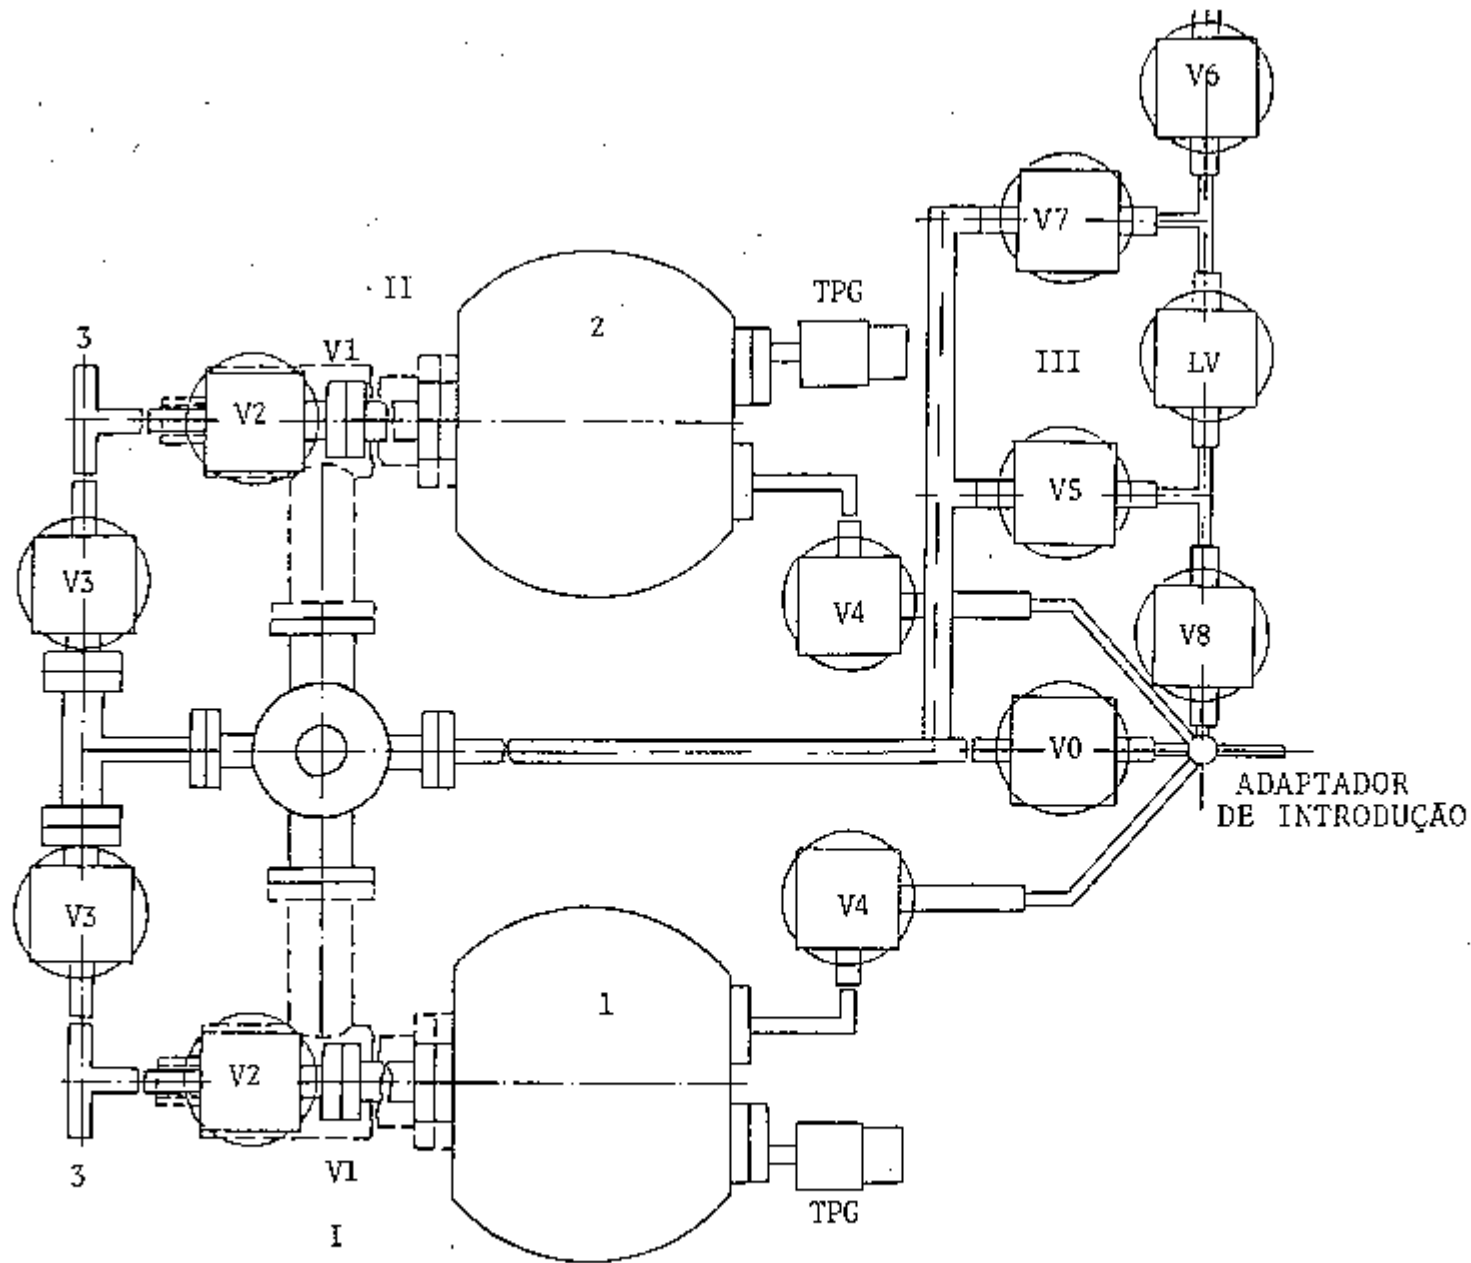 V6
V7
II
TPG
2
3
V1
III
LV
V2
V5
V3
V4
V8
V0
ADAPTADOR
DE INTRODUÇÃO
V3
V4
1
V2
3
V1
TPG
I